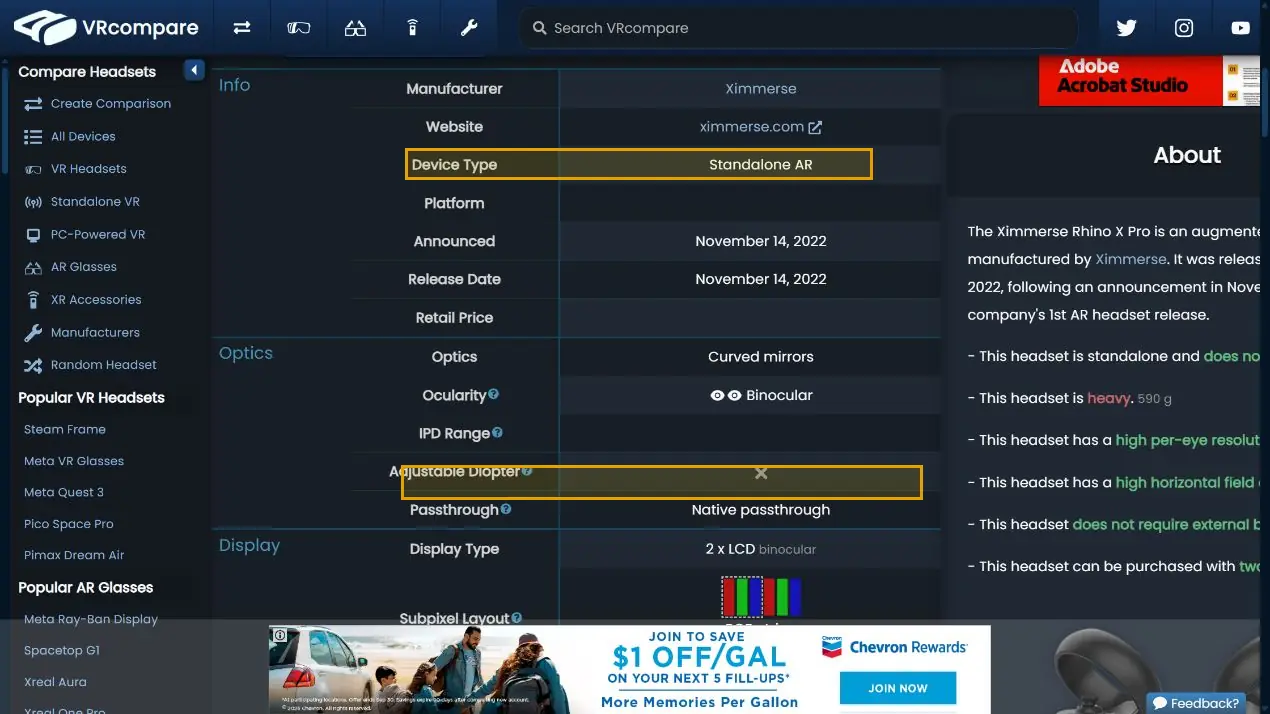 VRcompare
Search VRcompare
Compare Headsets
Create Comparison
All Devices
VR Headsets
Standalone VR
PC-Powered VR
AR Glasses
XR Accessories
Manufacturers
Random Headset
Popular VR Headsets
Steam Frame
Meta VR Glasses
Meta Quest 3
Pico Space Pro
Pimax Dream Air
Popular AR Glasses
Meta Ray-Ban Display
Spacetop G1
Xreal Aura
Xreal One Pro
Info
Manufacturer Ximmerse
Website ximmerse.com
Device Type Standalone AR
Platform
Announced November 14, 2022
Release Date November 14, 2022
Retail Price
Optics
Optics Curved mirrors
Ocularity Binocular
IPD Range
Adjustable Diopter
Passthrough Native passthrough
Display
Display Type 2 x LCD binocular
Subpixel Layout
Adobe
Acrobat Studio
About
The Ximmerse Rhino X Pro is an augmente
manufactured by Ximmerse. It was releas
2022, following an announcement in Nove
company's 1st AR headset release.
- This headset is standalone and does no
- This headset is heavy. 590 g
- This headset has a high per-eye resolut
- This headset has a high horizontal field
- This headset does not require external b
- This headset can be purchased with two
JOIN TO SAVE
$1 OFF/GAL
ON YOUR NEXT 5 FILL-UPS*
More Memories Per Gallon
Chevron
Chevron Rewards
JOIN NOW
Feedback?